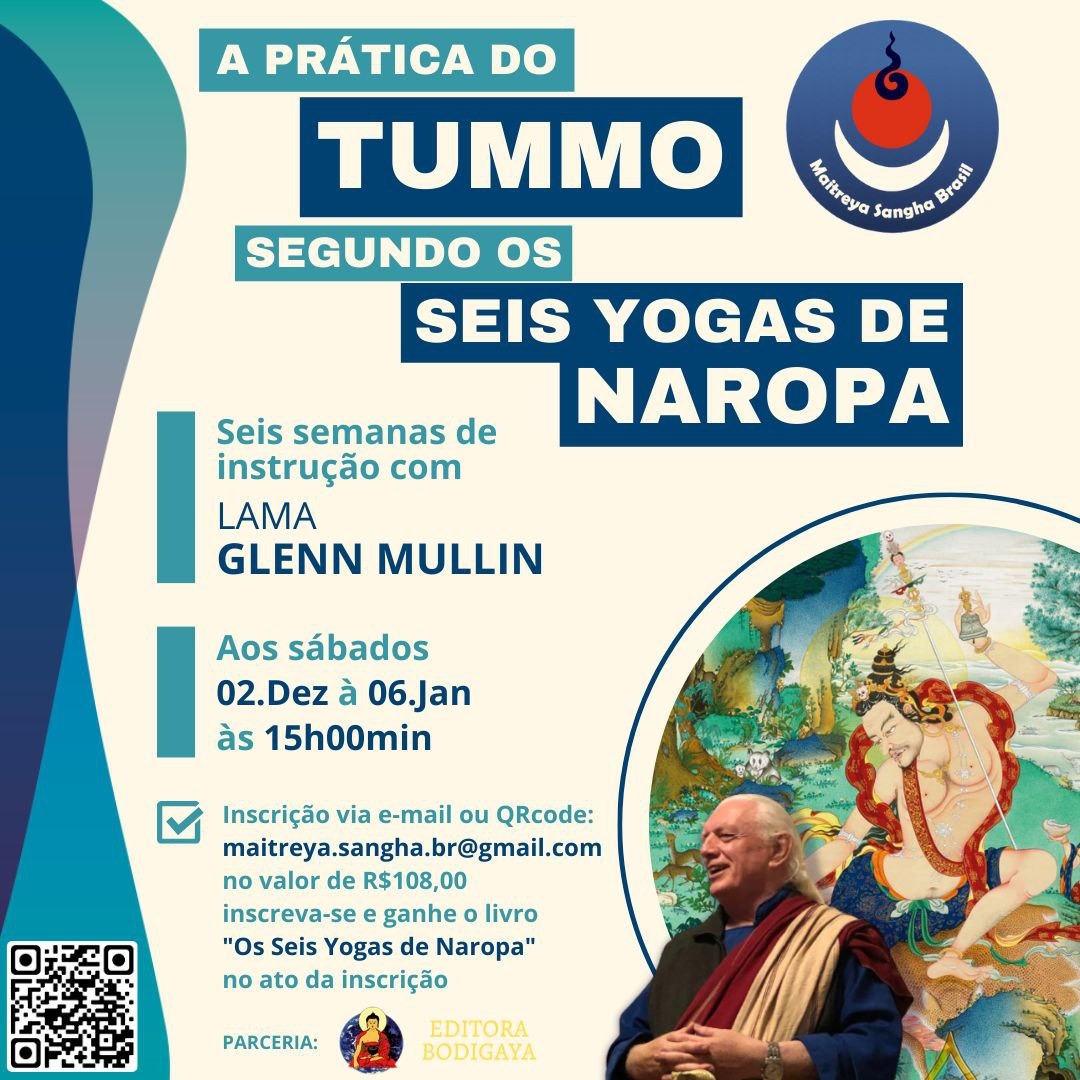 A PRÁTICA DO
TUMMO
SEGUNDO OS
SEIS YOGAS DE
NAROPA
Maitreya Sangha Brasil
Seis semanas de
instrução com
LAMA
GLENN MULLIN
Aos sábados
02.Dez à 06.Jan
às 15h00min
Inscrição via e-mail ou QRcode:
maitreya.sangha.br@gmail.com
no valor de R$108,00
inscreva-se e ganhe o livro
"Os Seis Yogas de Naropa"
no ato da inscrição
PARCERIA:
EDITORA
BODIGAYA